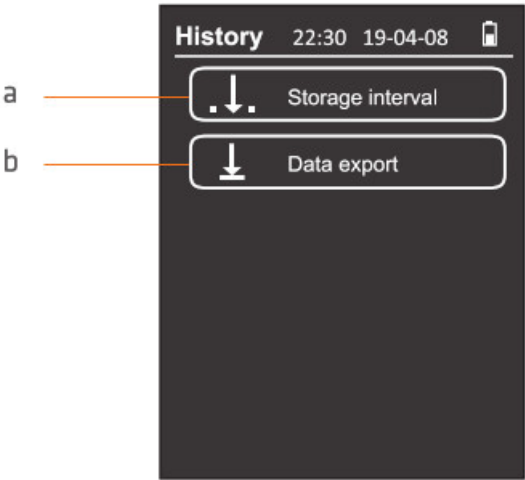 History 22:30 19-04-08
a Storage interval
b Data export